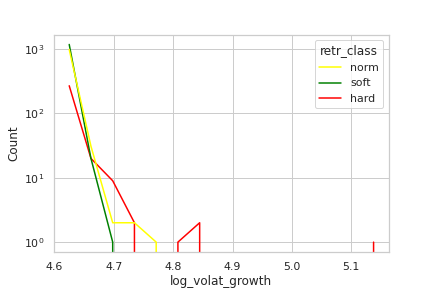 10³
10²
10¹
10⁰
Count
4.6 4.7 4.8 4.9 5.0 5.1
log_volat_growth
retr_class
norm
soft
hard